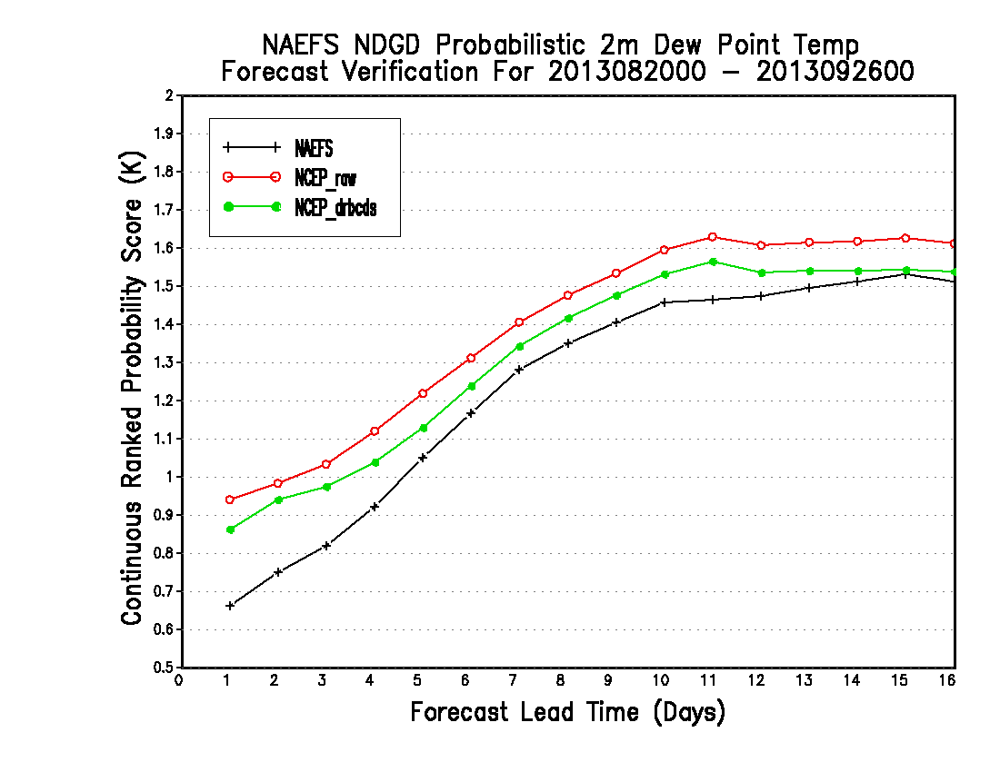 NAEFS NDGD Probabilistic 2m Dew Point Temp
Forecast Verification For 2013082000 – 2013092600
Continuous Ranked Probability Score (K)
2
1.9
1.8
1.7
1.6
1.5
1.4
1.3
1.2
1.1
1
0.9
0.8
0.7
0.6
0.5
NAEFS
NCEP_raw
NCEP_drbcds
0 1 2 3 4 5 6 7 8 9 10 11 12 13 14 15 16
Forecast Lead Time (Days)